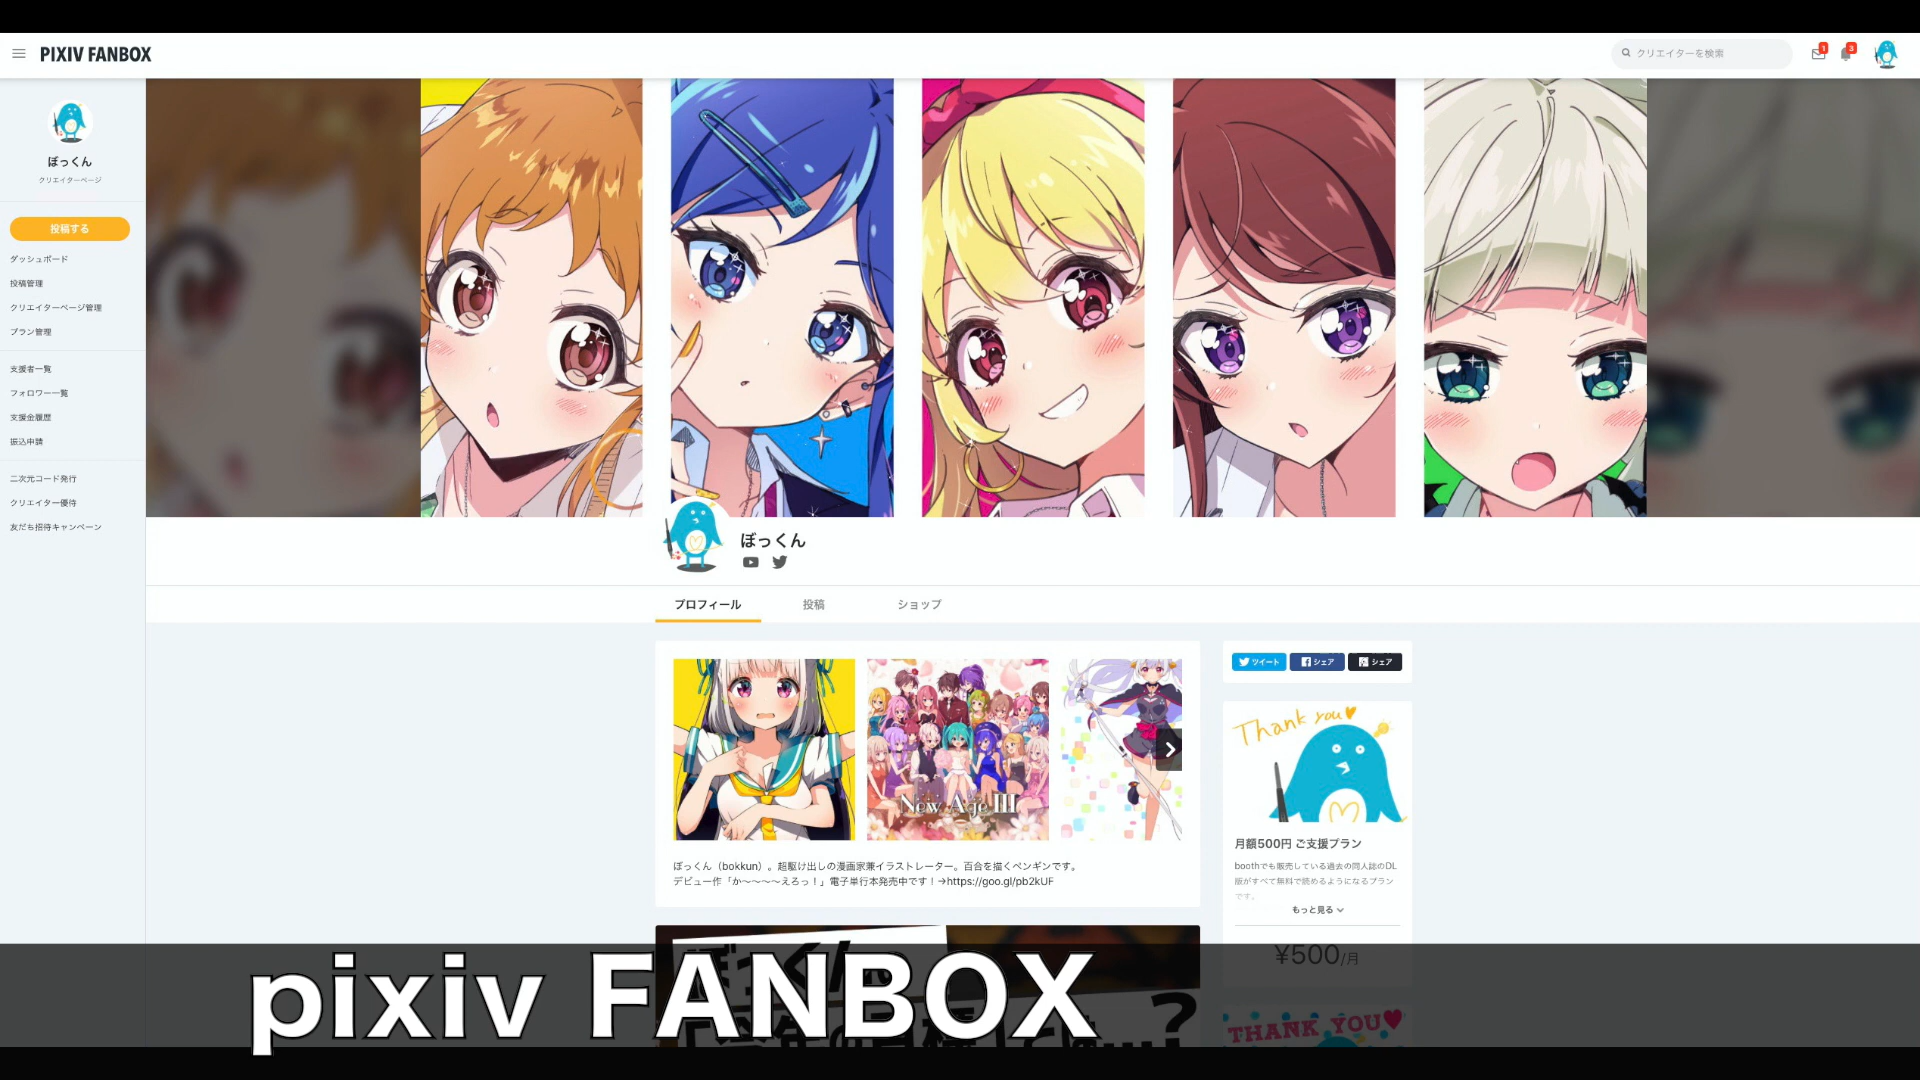 PIXIV FANBOX
クリエイターを検索
1
3
ぼっくん
クリエイターページ
投稿する
ダッシュボード
投稿管理
クリエイターページ管理
プラン管理
支援者一覧
フォロワー一覧
支援金履歴
振込申請
二次元コード発行
クリエイター優待
友だち招待キャンペーン
ぼっくん
プロフィール
投稿
ショップ
New Age III
ぼっくん（bokkun）。超駆け出しの漫画家兼イラストレーター。百合を描くペンギンです。
デビュー作「か〜〜〜〜えろっ！」電子単行本発売中です！→https://goo.gl/pb2kUF
ツイート
シェア
シェア
Thank you
月額500円 ご支援プラン
boothでも販売している過去の同人誌のDL
版がすべて無料で読めるようになるプラン
です。
もっと見る
¥500/月
THANK YOU
pixiv FANBOX